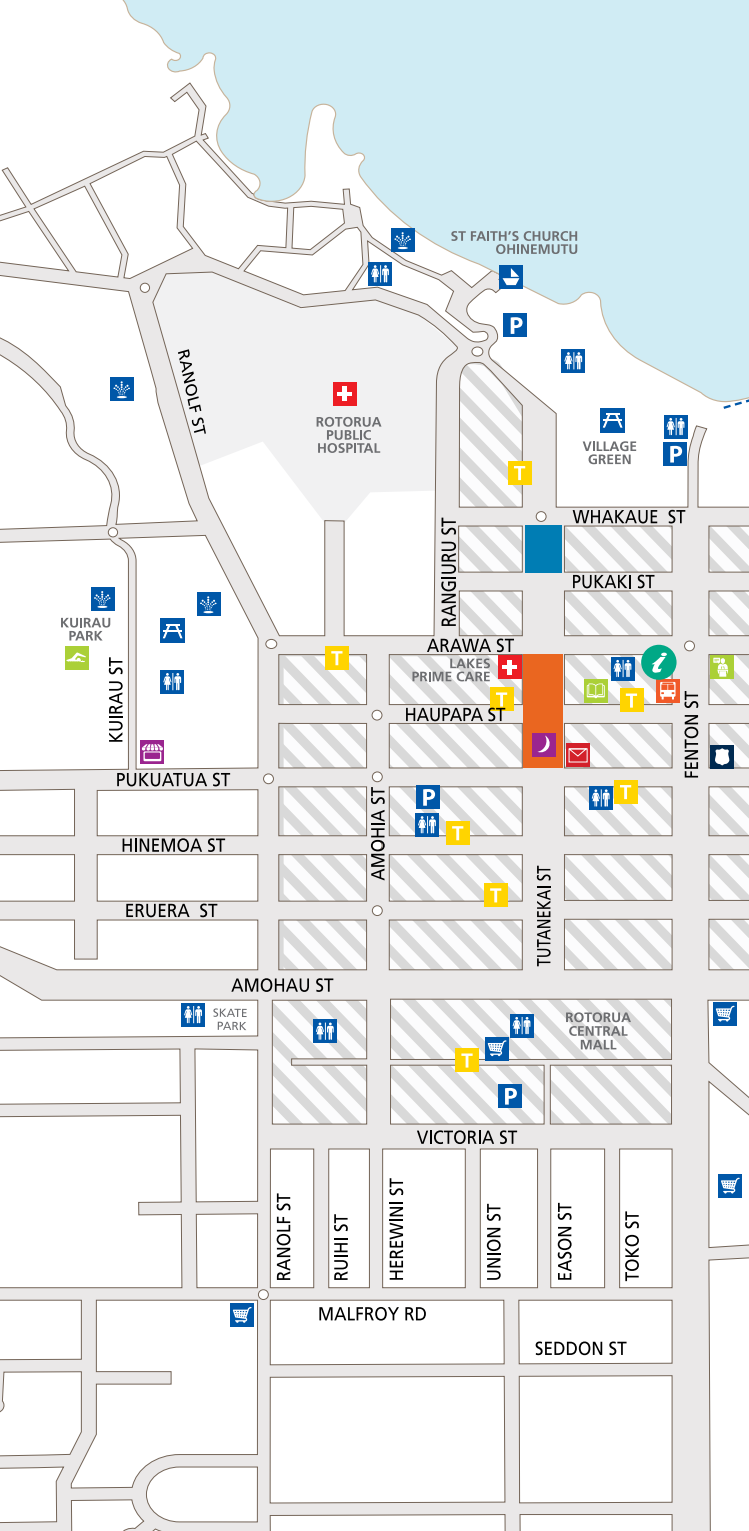 ST FAITH'S CHURCH
OHINEMUTU
P
RANOLF ST
ROTORUA
PUBLIC
HOSPITAL
VILLAGE
GREEN
P
T
WHAKAUE ST
RANGIURU ST
PUKAKI ST
KUIRAU
PARK
ARAWA ST
LAKES
PRIME CARE
T
i
T
T
HAUPAPA ST
KUIRAU ST
FENTON ST
PUKUATUA ST
P
T
AMOHIA ST
T
HINEMOA ST
T
TUTANEKAI ST
ERUERA ST
AMOHAU ST
SKATE
PARK
ROTORUA
CENTRAL
MALL
T
P
VICTORIA ST
RANOLF ST
RUIHI ST
HEREWINI ST
UNION ST
EASON ST
TOKO ST
MALFROY RD
SEDDON ST